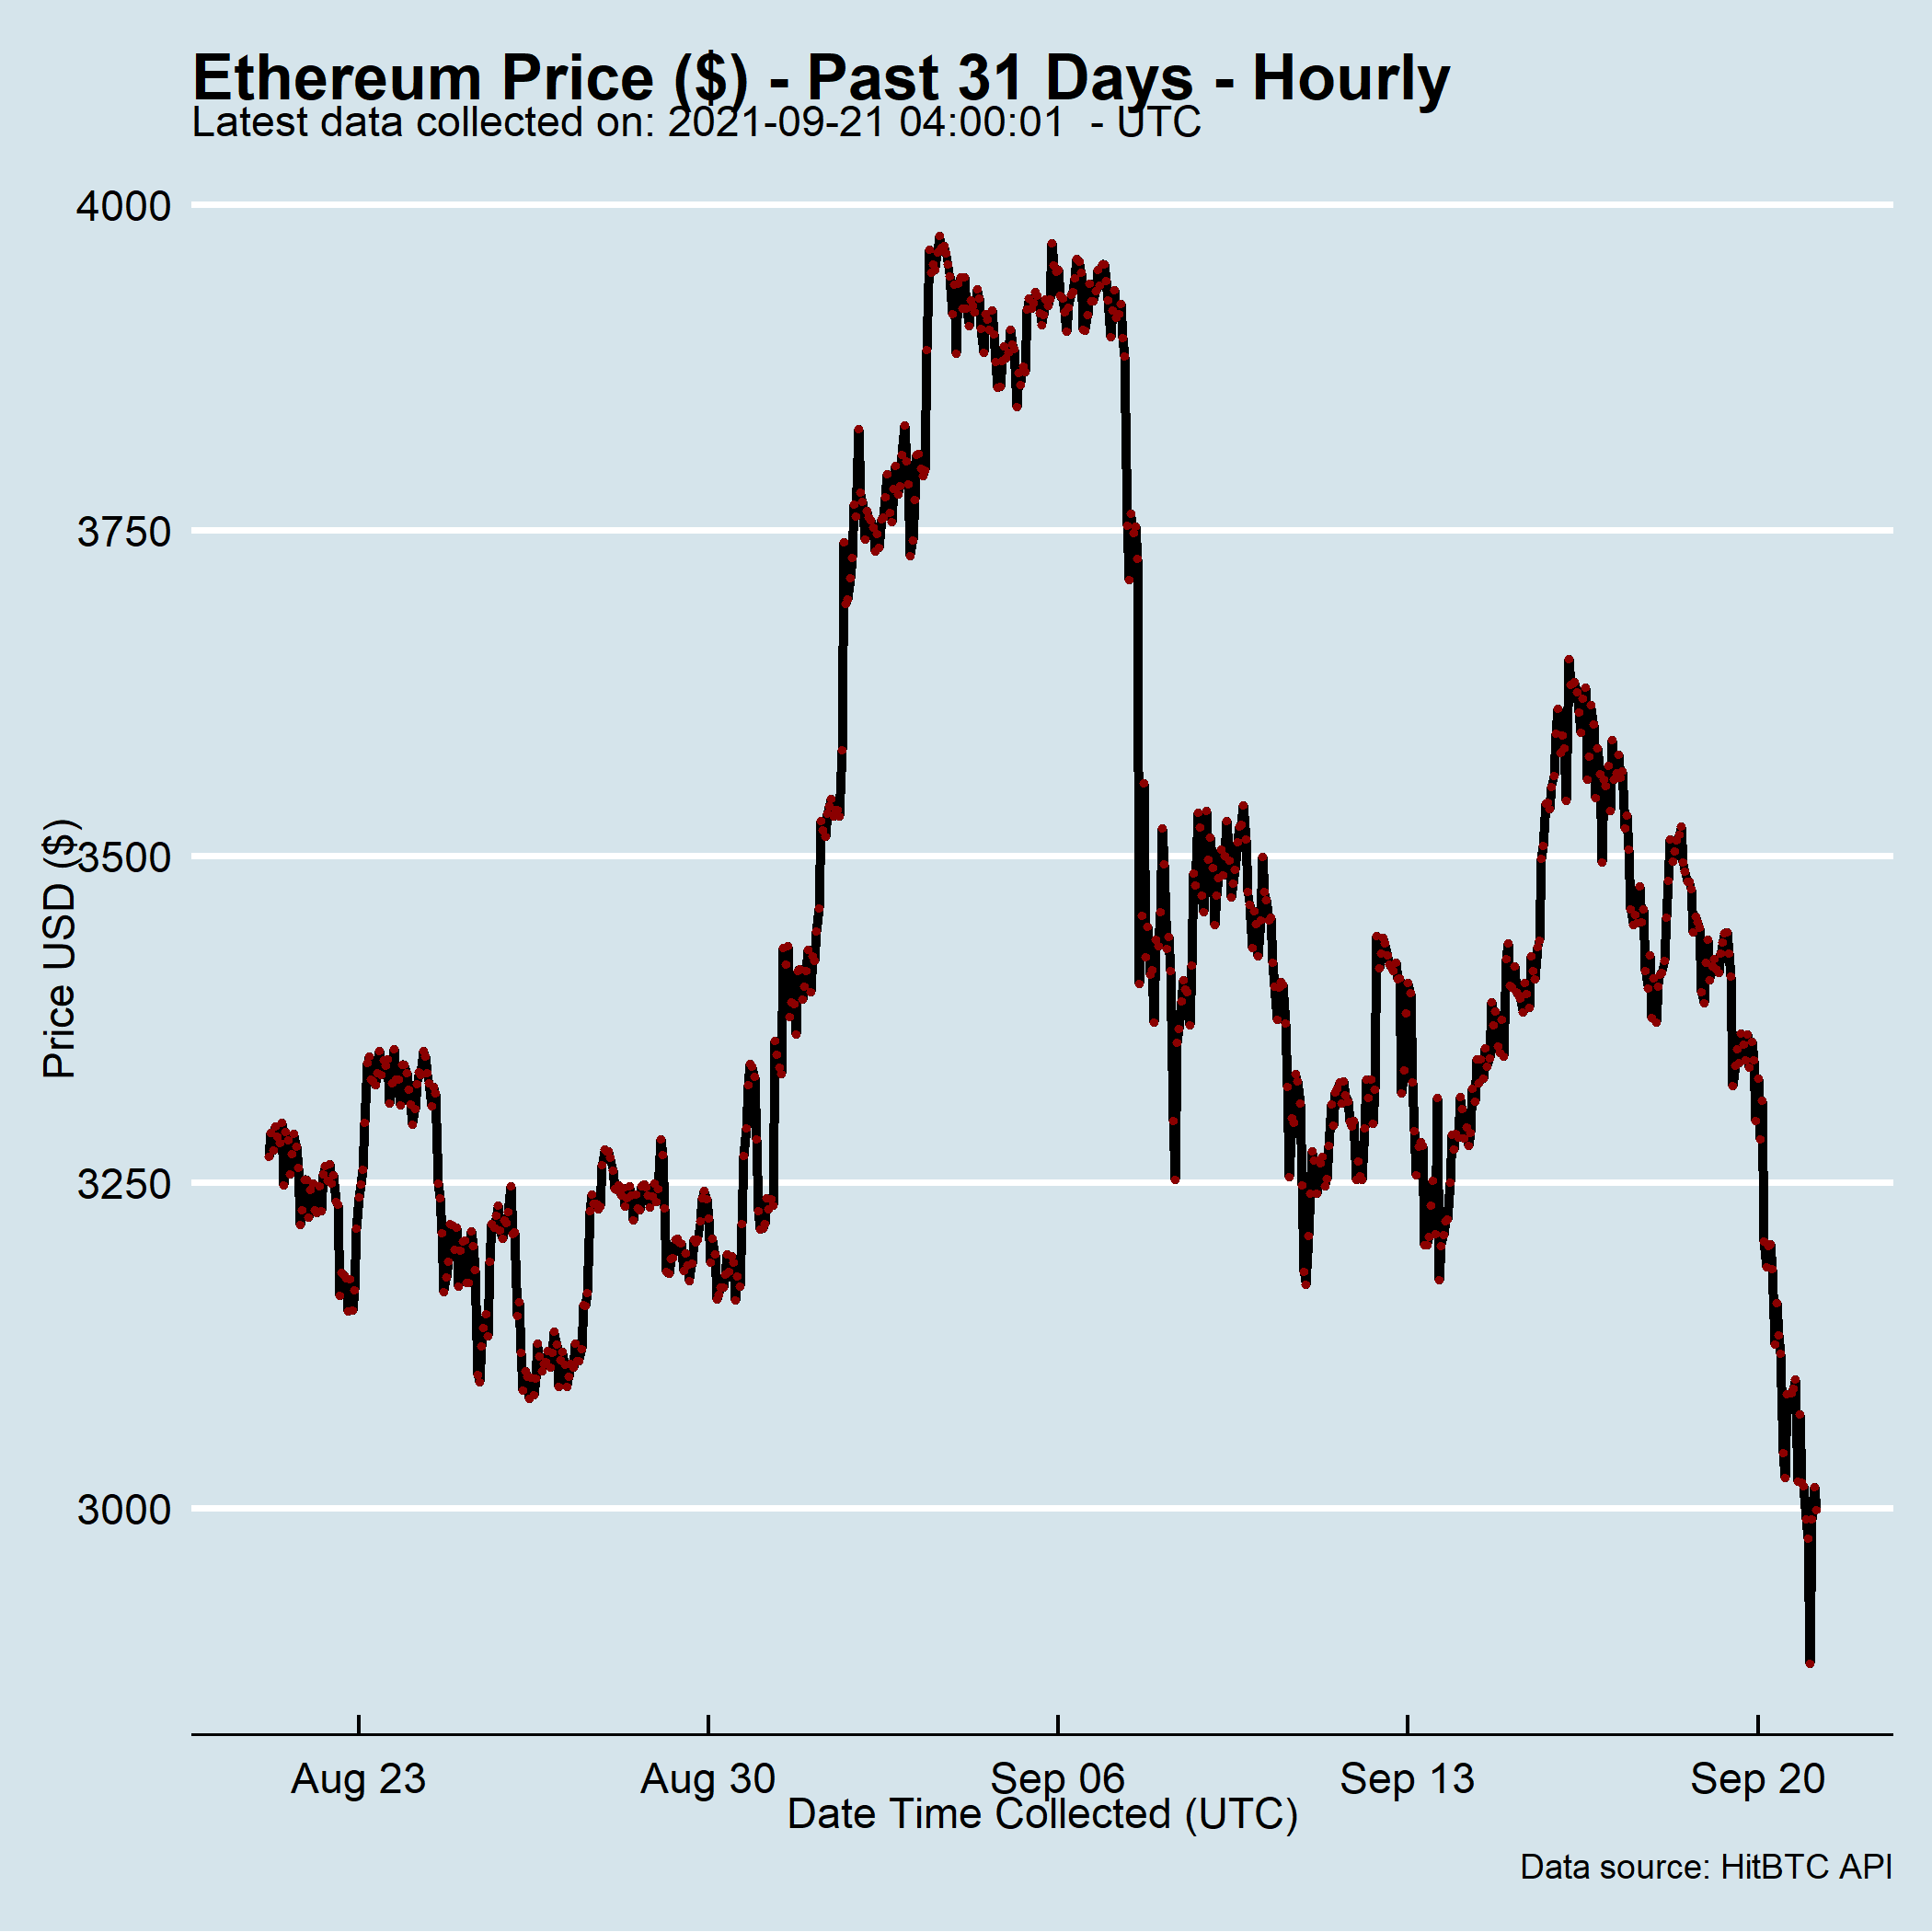 Ethereum Price ($) - Past 31 Days - Hourly
Latest data collected on: 2021-09-21 04:00:01  - UTC
4000
3750
3500
3250
3000
Price USD ($)
Aug 23
Aug 30
Sep 06
Sep 13
Sep 20
Date Time Collected (UTC)
Data source: HitBTC API